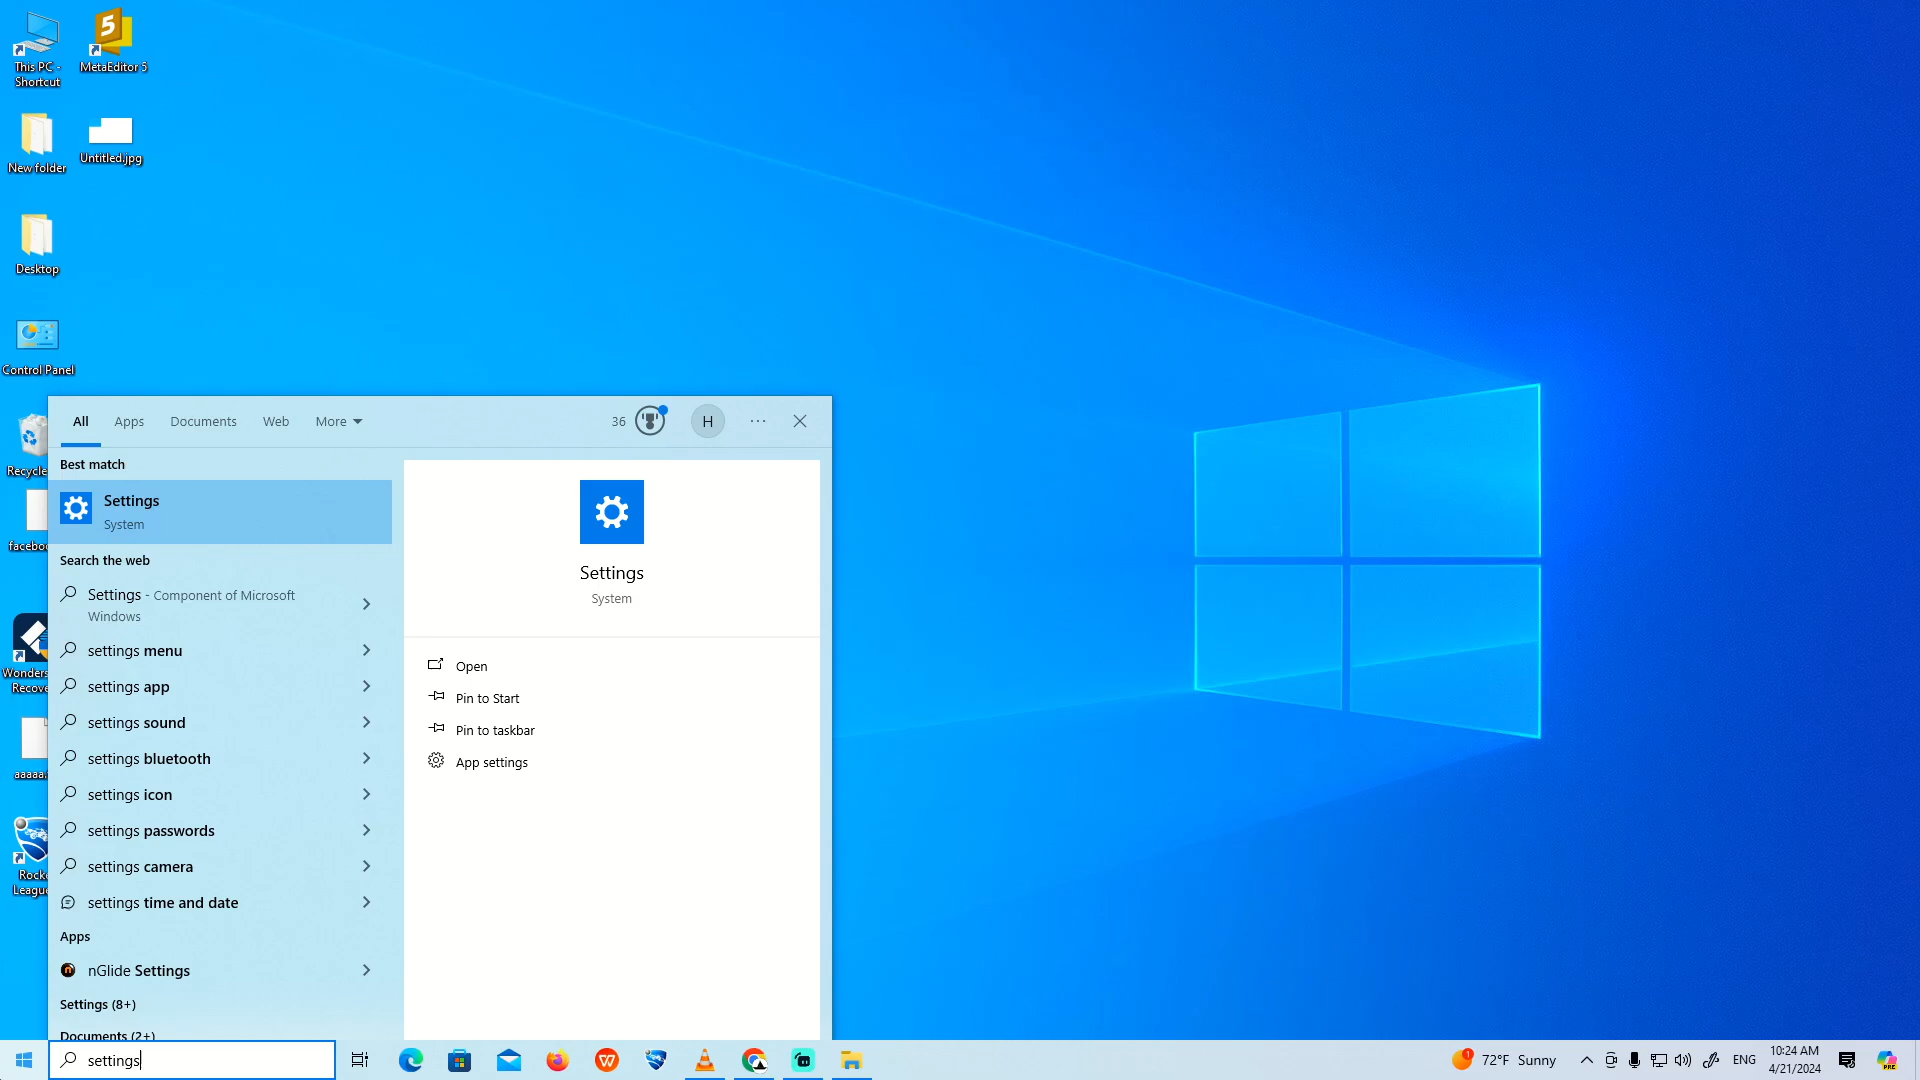 This PC -
Shortcut
MetaEditor 5
New folder
Untitled.jpg
Desktop
Control Panel
Recycle
faceboo
Wonders
Recove
aaaaa.
Rocke
League
All
Apps
Documents
Web
More
36
H
Best match
Settings
System
Search the web
Settings - Component of Microsoft
Windows
settings menu
settings app
settings sound
settings bluetooth
settings icon
settings passwords
settings camera
settings time and date
Apps
nGlide Settings
Settings (8+)
Documents (2+)
Settings
System
Open
Pin to Start
Pin to taskbar
App settings
settings
1
72°F Sunny
ENG
10:24 AM
4/21/2024
PRE